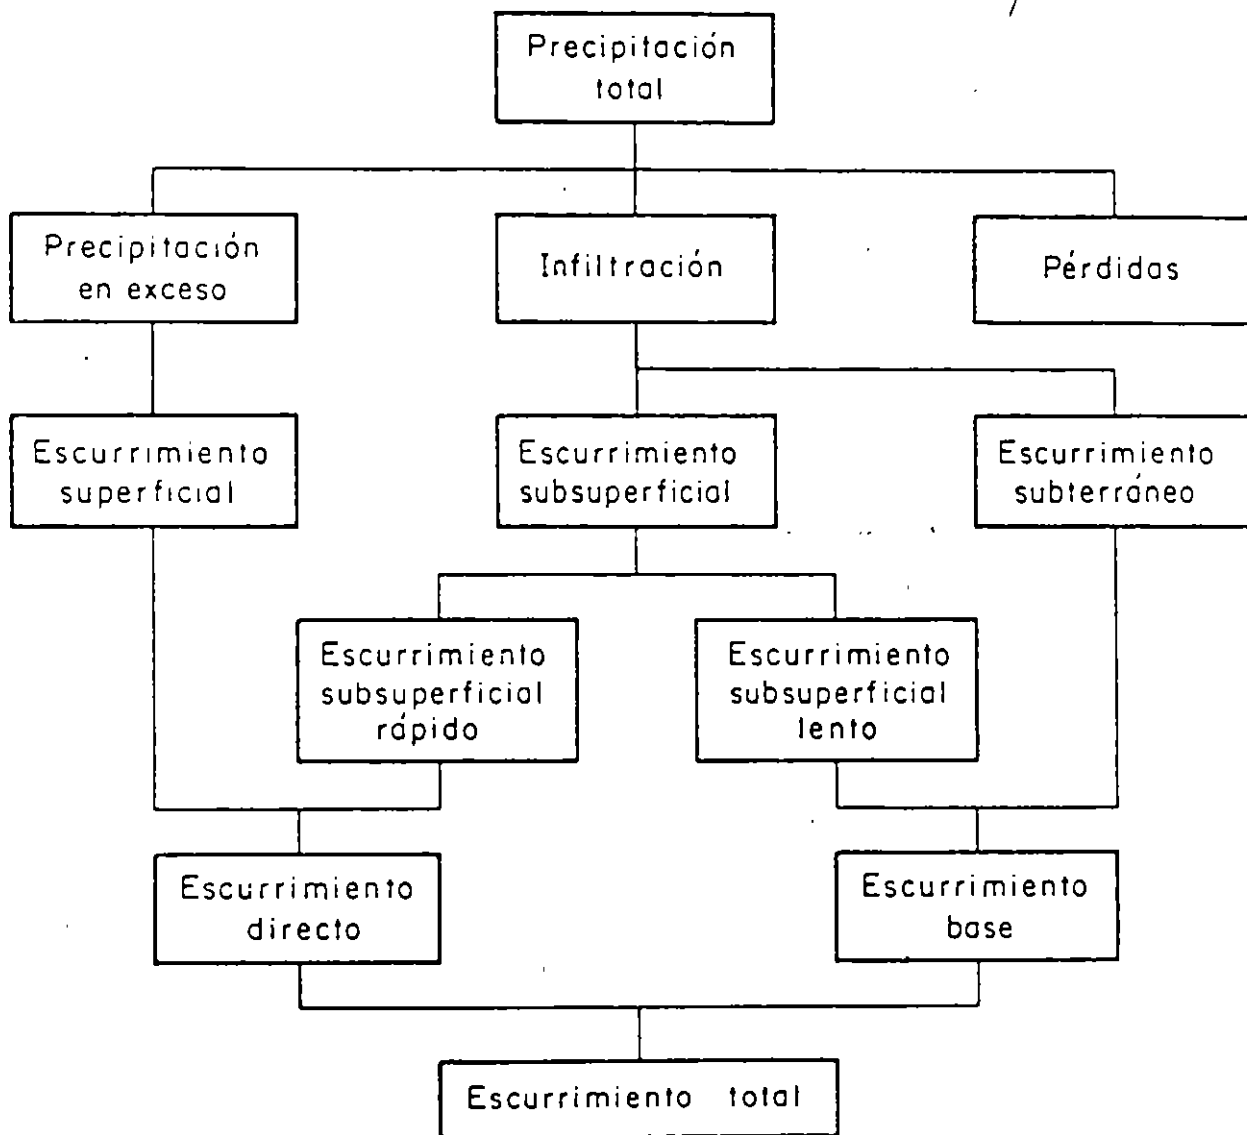 Precipitación
total
Precipitación
en exceso
Infiltración
Pérdidas
Escurrimiento
superficial
Escurrimiento
subsuperficial
Escurrimiento
subterráneo
Escurrimiento
subsuperficial
rápido
Escurrimiento
subsuperficial
lento
Escurrimiento
directo
Escurrimiento
base
Escurrimiento total